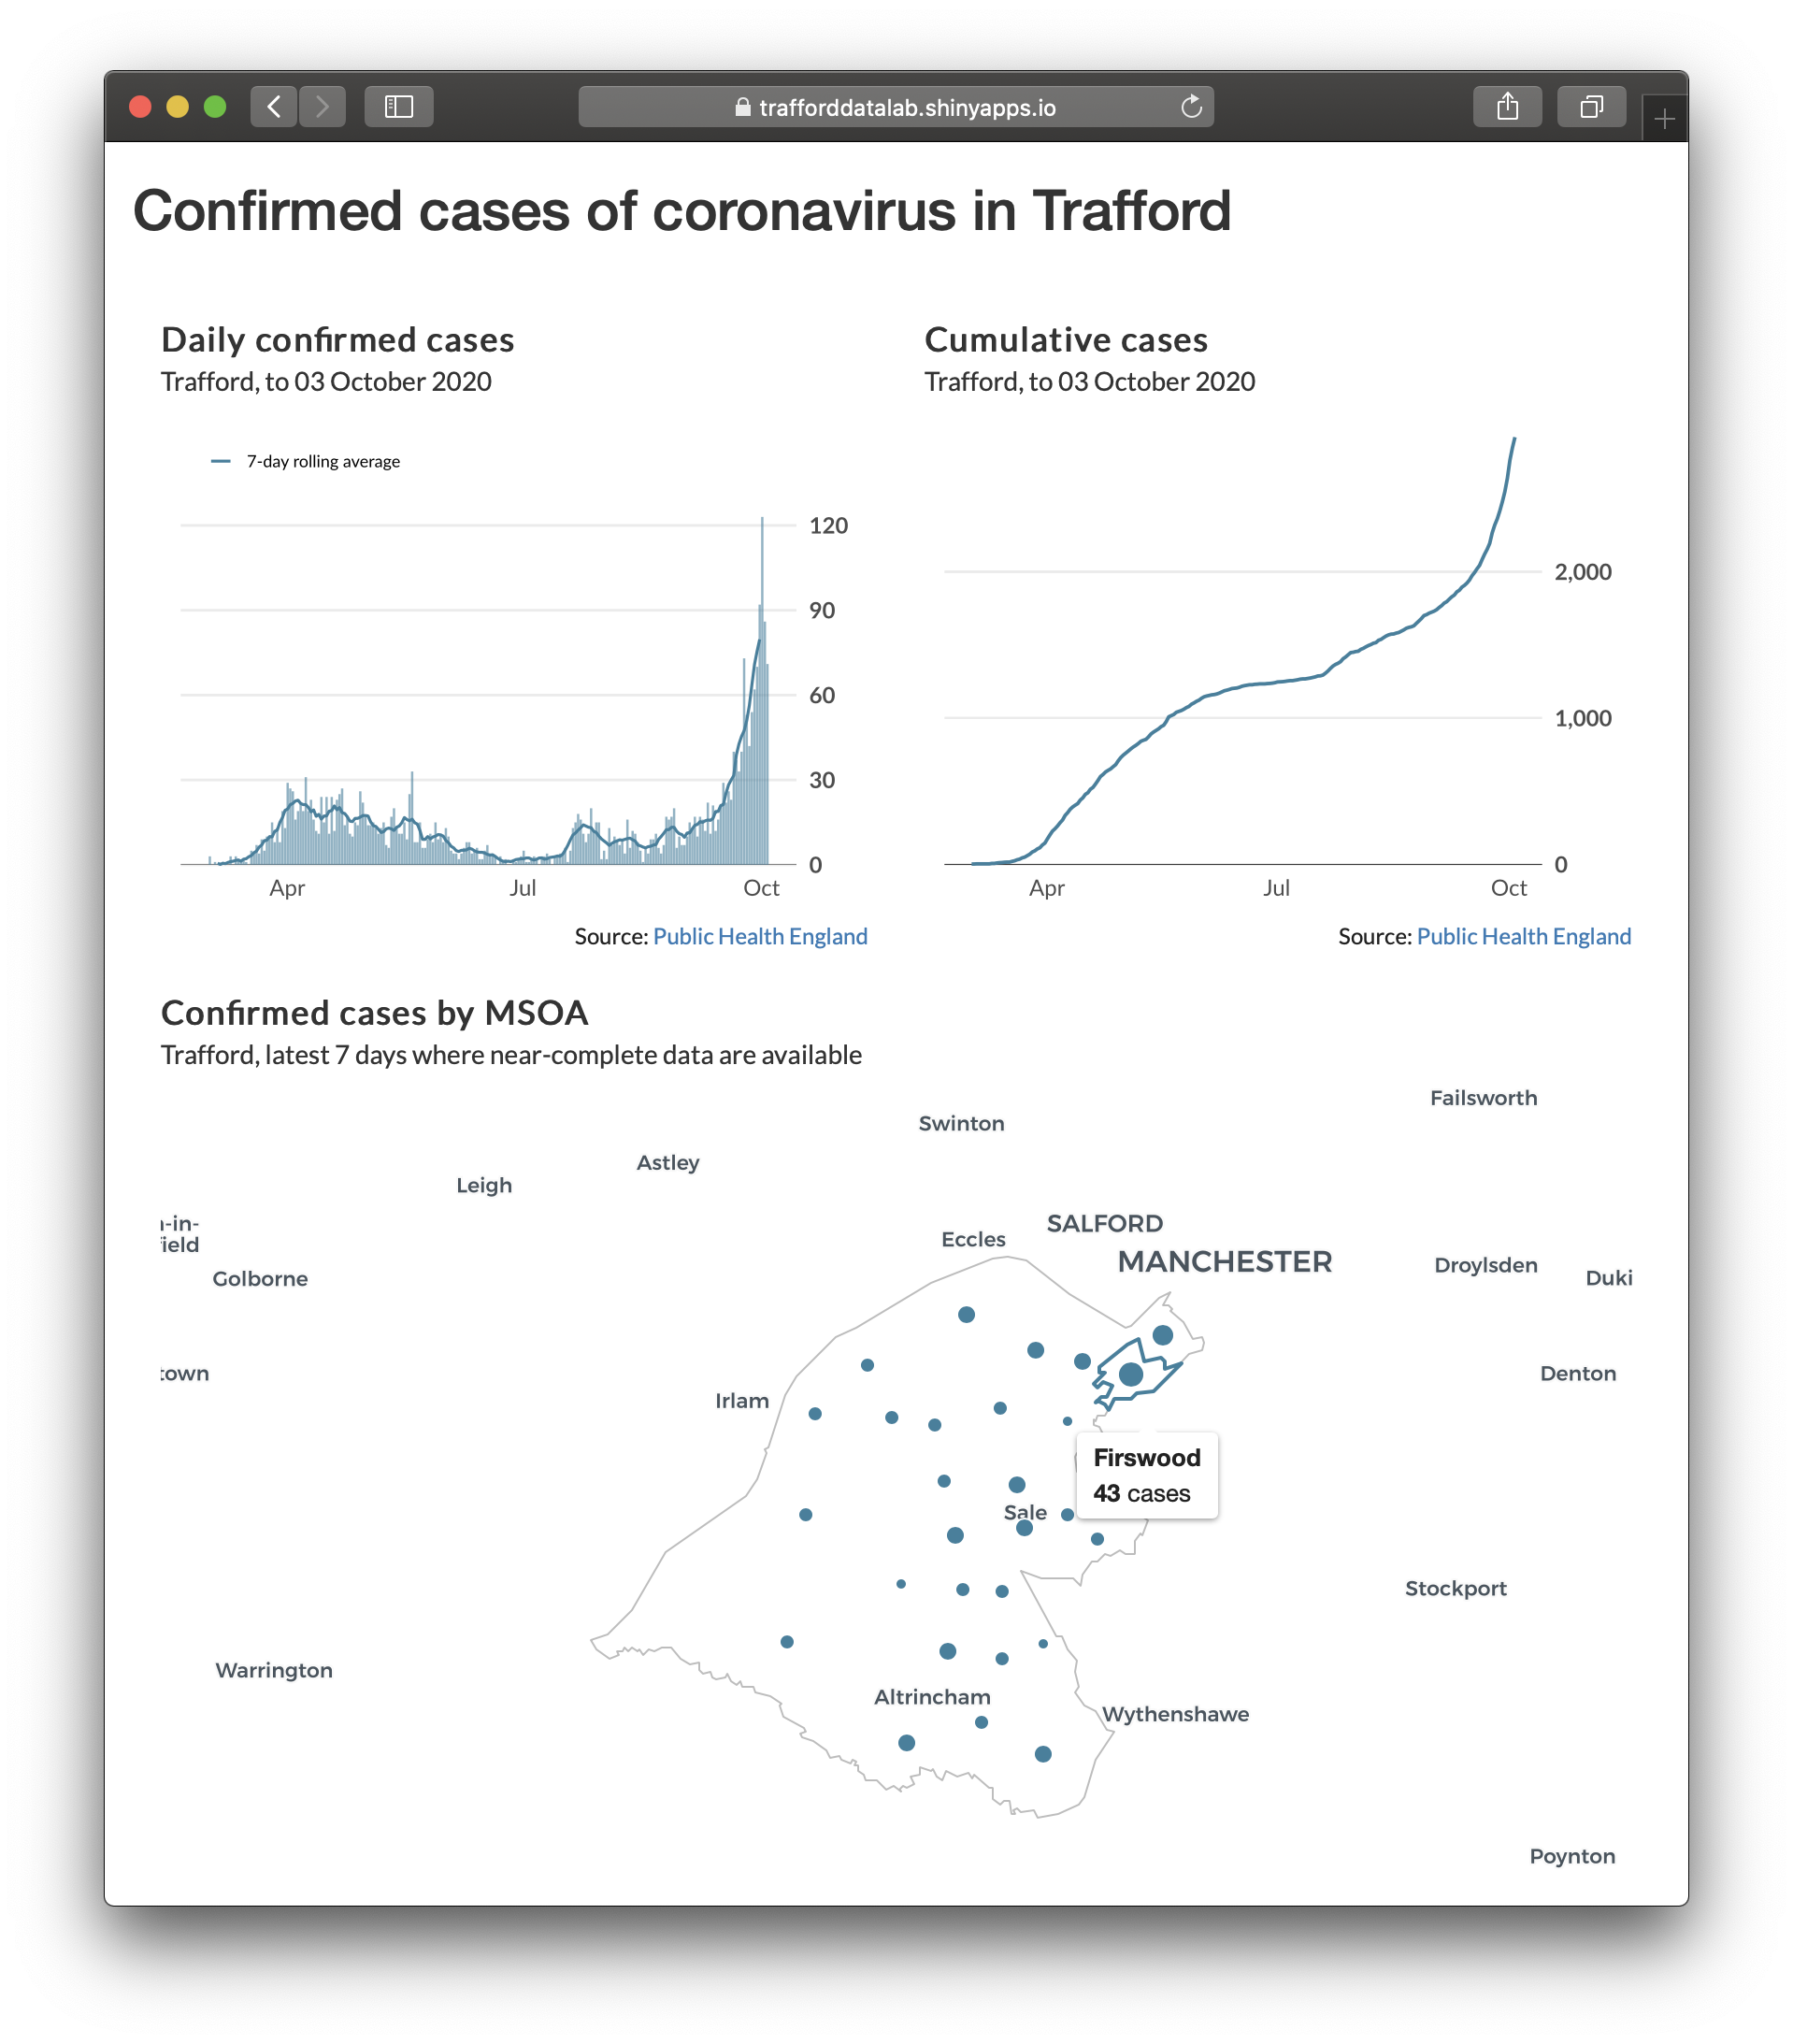 trafforddatalab.shinyapps.io
Confirmed cases of coronavirus in Trafford
Daily confirmed cases
Trafford, to 03 October 2020
7-day rolling average
120
90
60
30
0
Apr
Jul
Oct
Source: Public Health England
Cumulative cases
Trafford, to 03 October 2020
2,000
1,000
0
Apr
Jul
Oct
Source: Public Health England
Confirmed cases by MSOA
Trafford, latest 7 days where near-complete data are available
Failsworth
Swinton
Astley
Leigh
-in-
ield
SALFORD
Eccles
MANCHESTER
Droylsden
Duki
Golborne
town
Denton
Irlam
Firswood
43 cases
Sale
Stockport
Warrington
Altrincham
Wythenshawe
Poynton